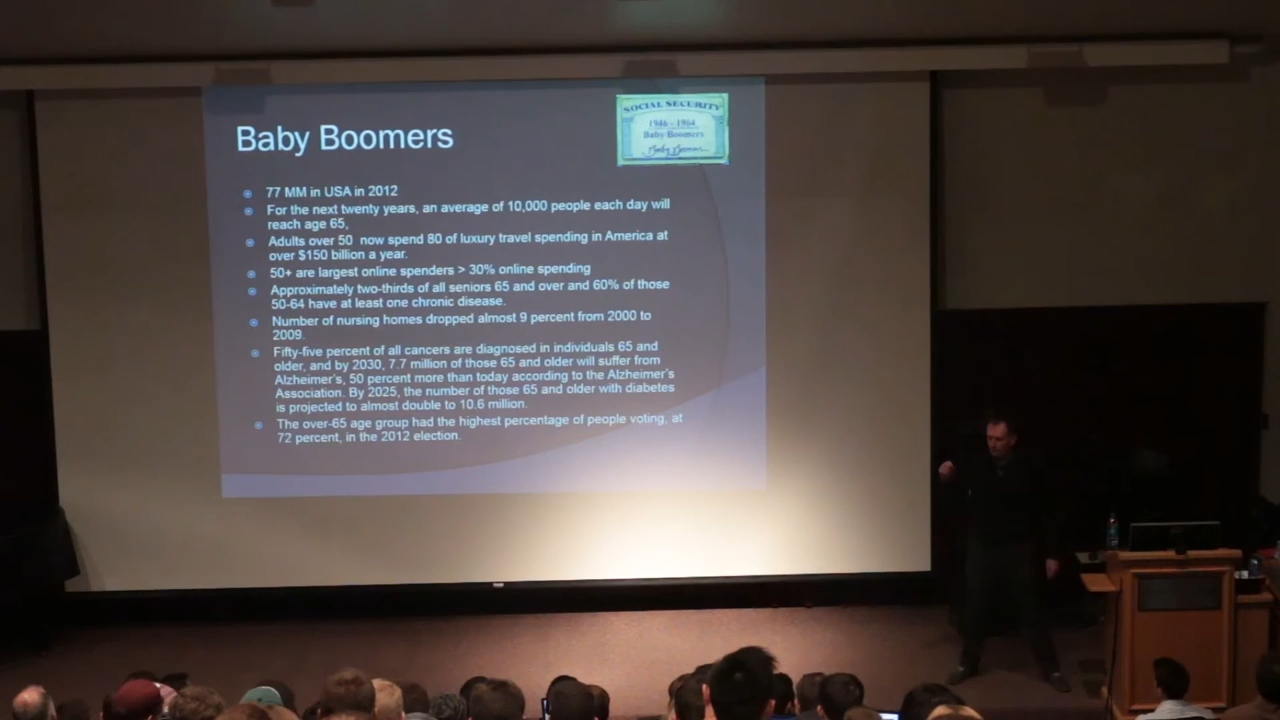 SOCIAL SECURITY
1946 - 1964
Baby Boomers
Baby Boomers
77 MM in USA in 2012
For the next twenty years, an average of 10,000 people each day will
reach age 65,
Adults over 50 now spend 80 of luxury travel spending in America at
over $150 billion a year.
50+ are largest online spenders > 30% online spending
Approximately two-thirds of all seniors 65 and over and 60% of those
50-64 have at least one chronic disease.
Number of nursing homes dropped almost 9 percent from 2000 to
2009.
Fifty-five percent of all cancers are diagnosed in individuals 65 and
older, and by 2030, 7.7 million of those 65 and older will suffer from
Alzheimer's, 50 percent more than today according to the Alzheimer's
Association. By 2025, the number of those 65 and older with diabetes
is projected to almost double to 10.6 million.
The over-65 age group had the highest percentage of people voting, at
72 percent, in the 2012 election.